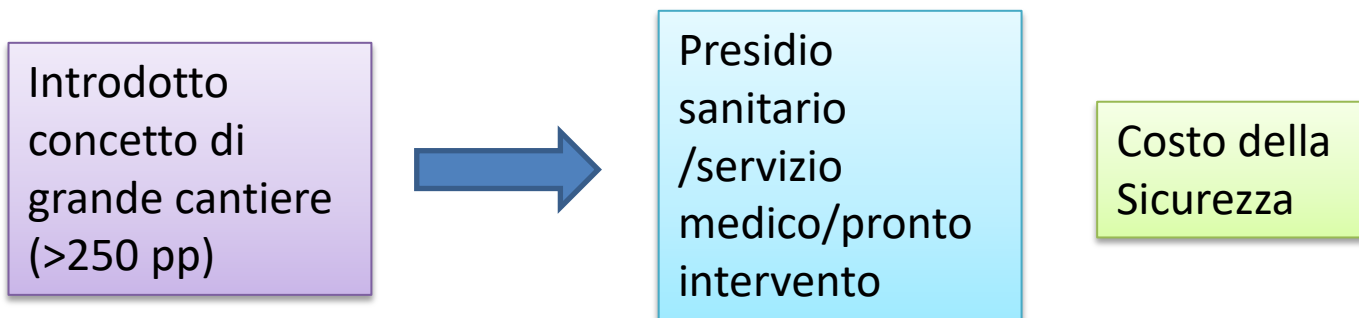 Introdotto
concetto di
grande cantiere
(>250 pp)
Presidio
sanitario
/servizio
medico/pronto
intervento
Costo della
Sicurezza